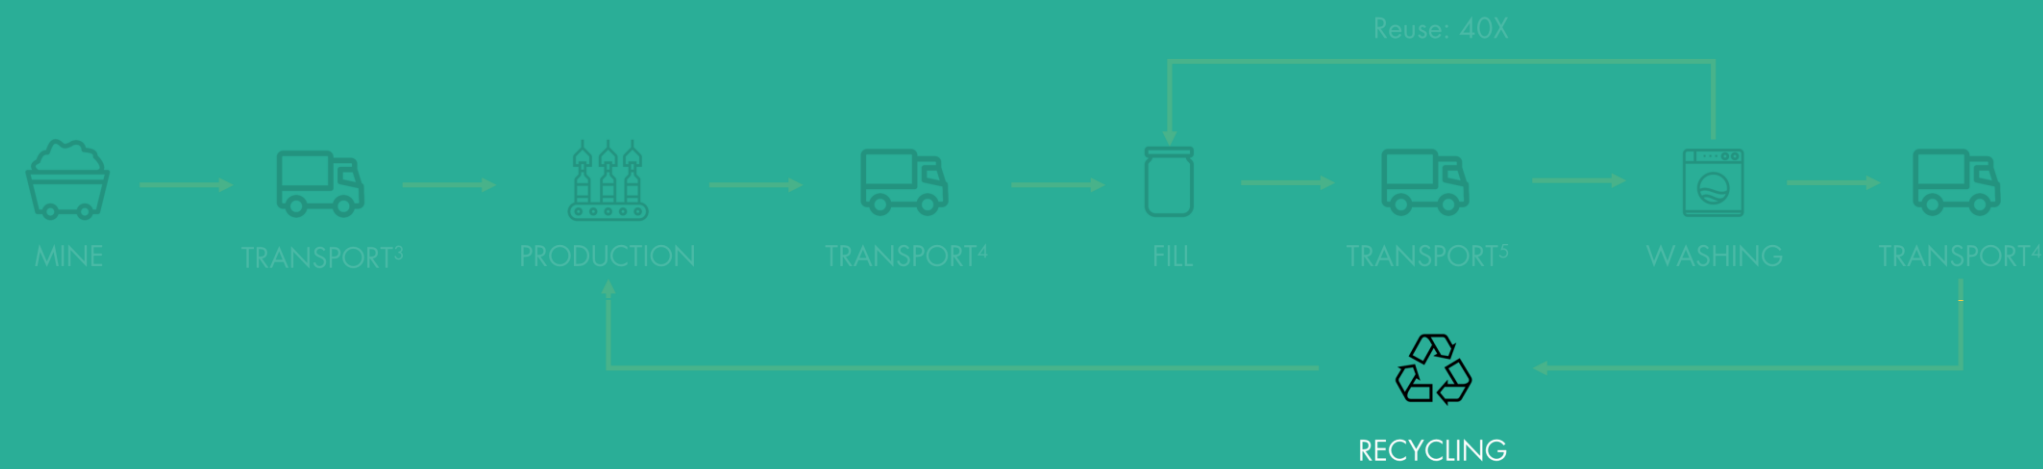 Reuse: 40X
MINE
TRANSPORT³
PRODUCTION
TRANSPORT⁴
FILL
TRANSPORT⁵
WASHING
TRANSPORT⁴
RECYCLING